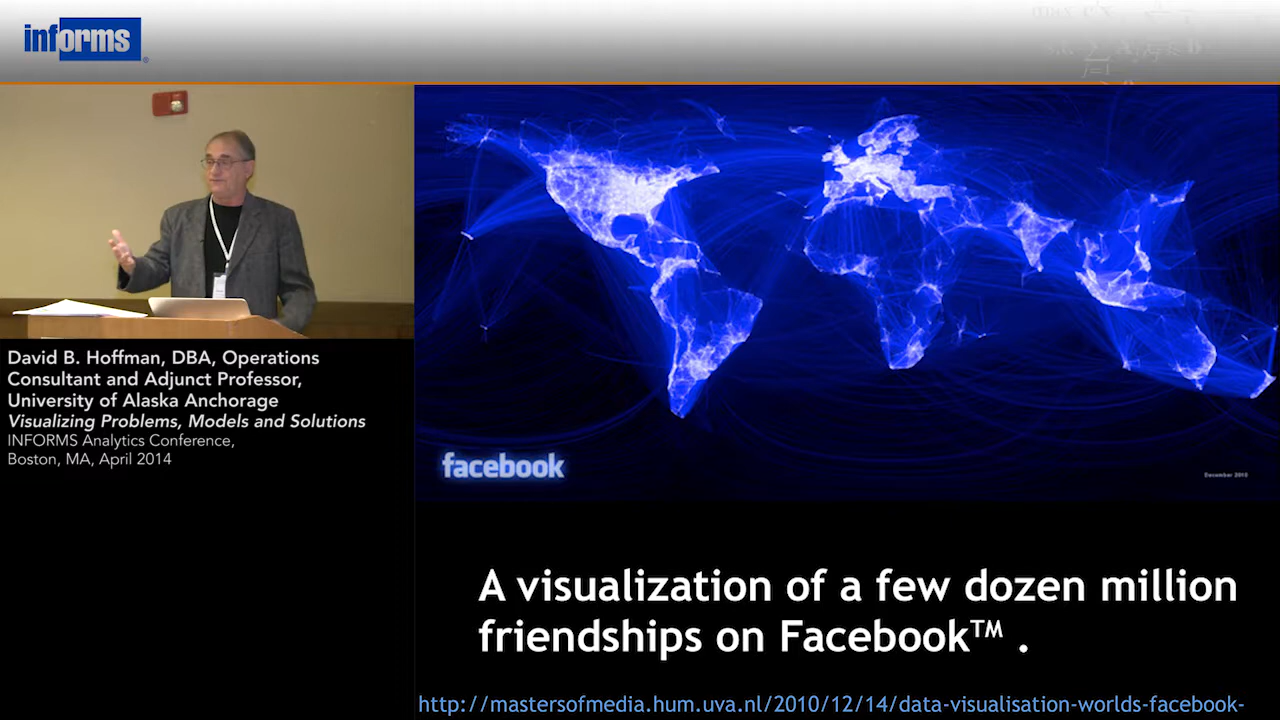 informs
David B. Hoffman, DBA, Operations
Consultant and Adjunct Professor,
University of Alaska Anchorage
Visualizing Problems, Models and Solutions
INFORMS Analytics Conference,
Boston, MA, April 2014
facebook
December 2010
A visualization of a few dozen million
friendships on Facebook™ .
http://mastersofmedia.hum.uva.nl/2010/12/14/data-visualisation-worlds-facebook-